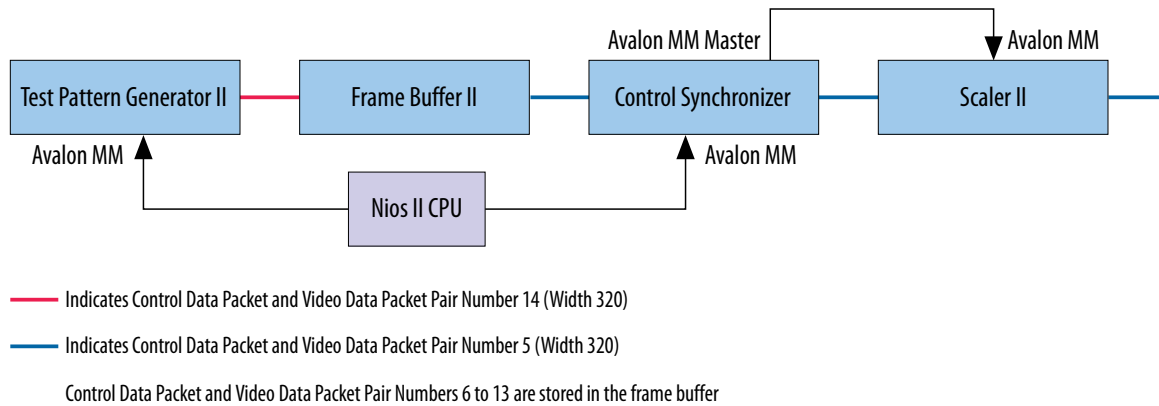 Avalon MM Master
Avalon MM
Test Pattern Generator II
Frame Buffer II
Control Synchronizer
Scaler II
Avalon MM
Avalon MM
Nios II CPU
Indicates Control Data Packet and Video Data Packet Pair Number 14 (Width 320)
Indicates Control Data Packet and Video Data Packet Pair Number 5 (Width 320)
Control Data Packet and Video Data Packet Pair Numbers 6 to 13 are stored in the frame buffer